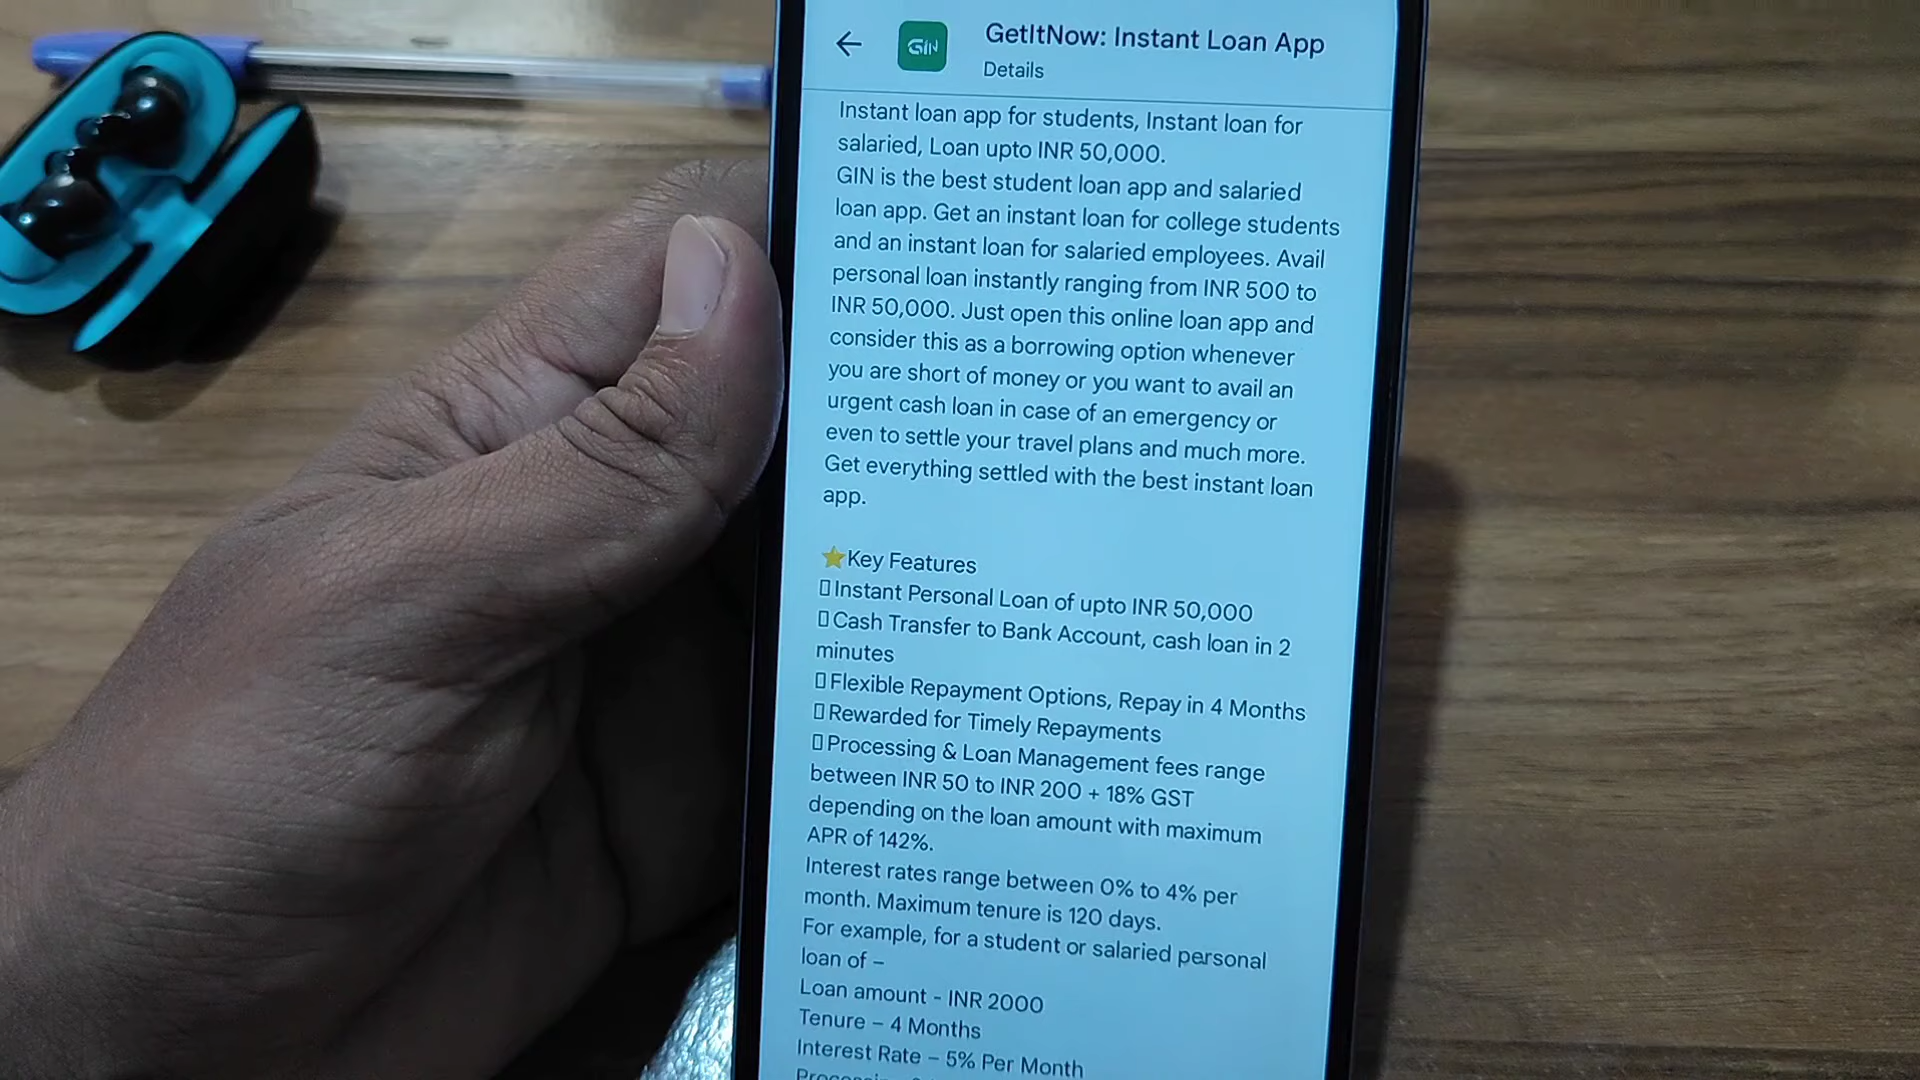 GetItNow: Instant Loan App
GIN
Details
Instant loan app for students, Instant loan for
salaried, Loan upto INR 50,000.
GIN is the best student loan app and salaried
loan app. Get an instant loan for college students
and an instant loan for salaried employees. Avail
personal loan instantly ranging from INR 500 to
INR 50,000. Just open this online loan app and
consider this as a borrowing option whenever
you are short of money or you want to avail an
urgent cash loan in case of an emergency or
even to settle your travel plans and much more.
Get everything settled with the best instant loan
app.
⭐Key Features
Instant Personal Loan of upto INR 50,000
Cash Transfer to Bank Account, cash loan in 2
minutes
Flexible Repayment Options, Repay in 4 Months
Rewarded for Timely Repayments
Processing & Loan Management fees range
between INR 50 to INR 200 + 18% GST
depending on the loan amount with maximum
APR of 142%.
Interest rates range between 0% to 4% per
month. Maximum tenure is 120 days.
For example, for a student or salaried personal
loan of –
Loan amount - INR 2000
Tenure – 4 Months
Interest Rate – 5% Per Month